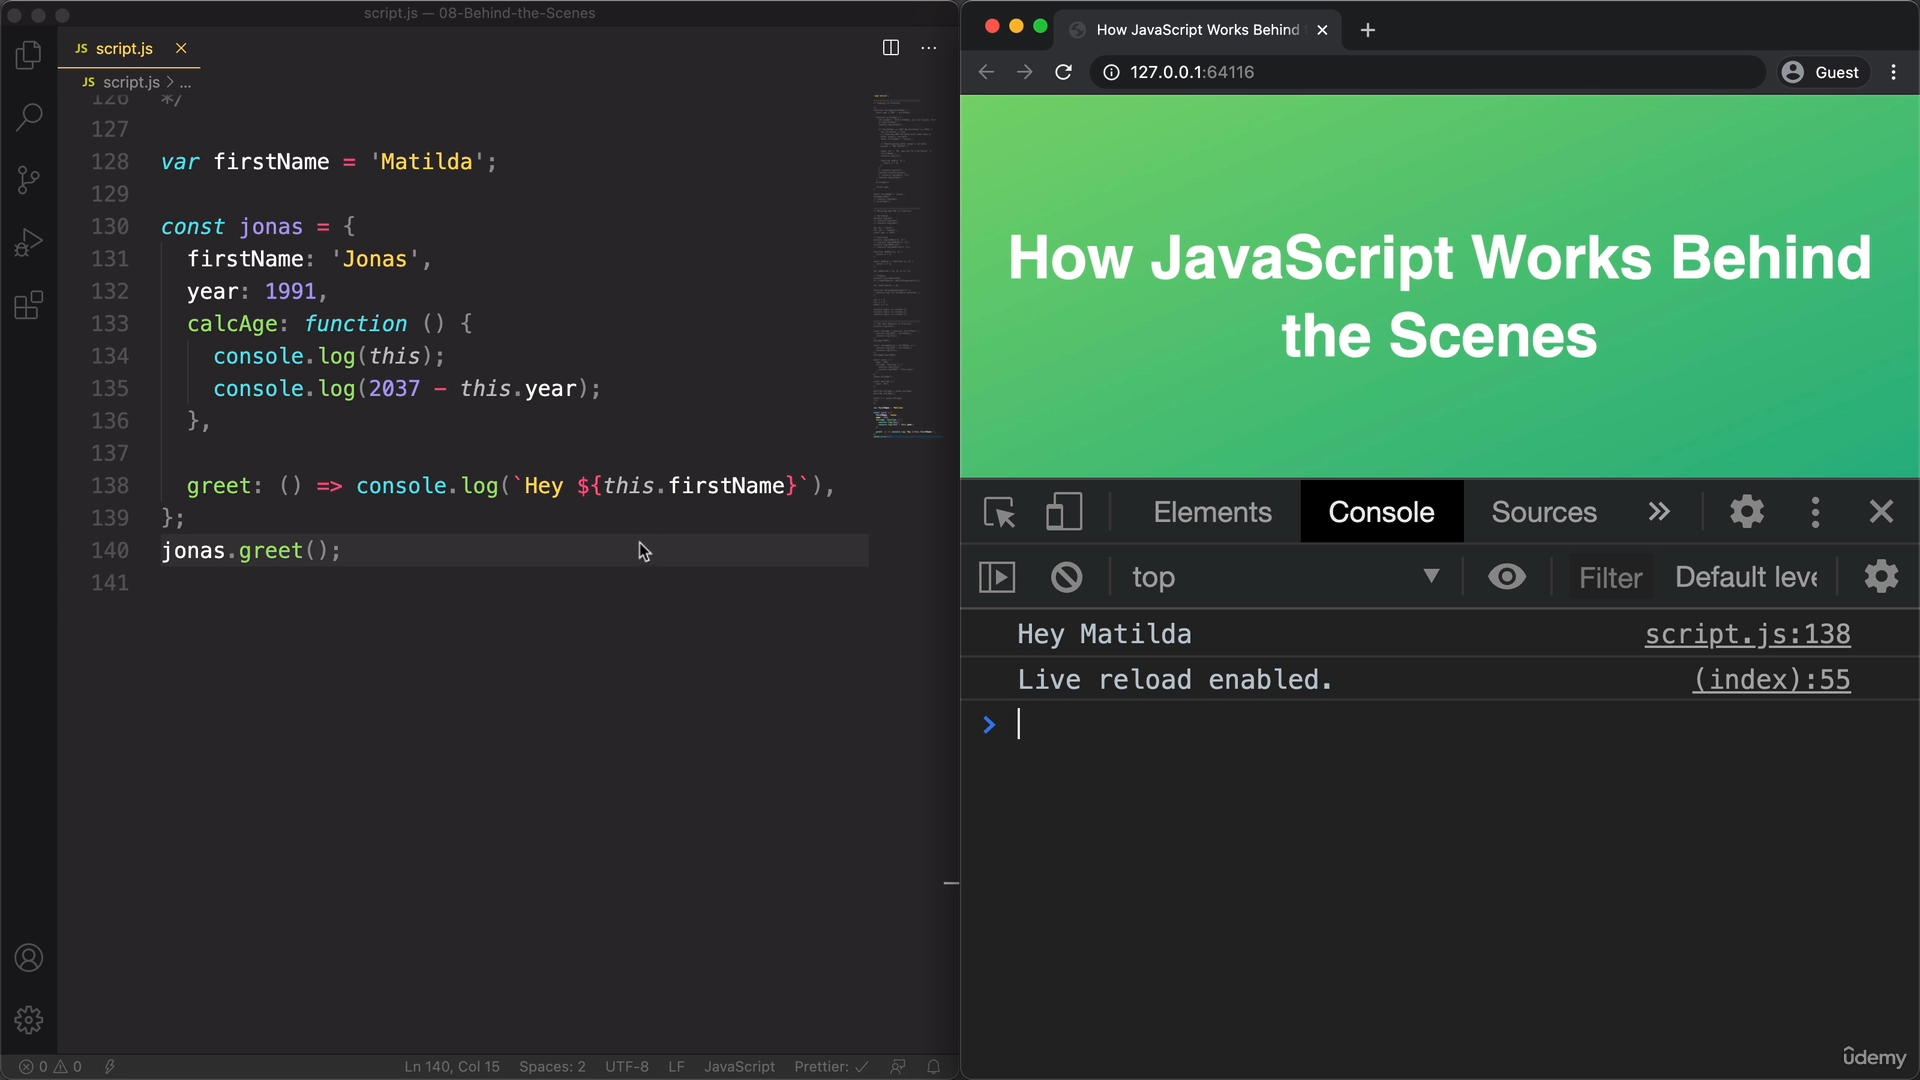 script.js — 08-Behind-the-Scenes
JS script.js ×
JS script.js > ...
126 */
127
128 var firstName = 'Matilda';
129
130 const jonas = {
131 firstName: 'Jonas',
132 year: 1991,
133 calcAge: function () {
134 console.log(this);
135 console.log(2037 - this.year);
136 },
137
138 greet: () => console.log(`Hey ${this.firstName}`),
139 };
140 jonas.greet();
141
0 0 Ln 140, Col 15 Spaces: 2 UTF-8 LF JavaScript Prettier: ✓
How JavaScript Works Behind
127.0.0.1:64116 Guest
How JavaScript Works Behind
the Scenes
Elements Console Sources »
top Filter Default leve
Hey Matilda script.js:138
Live reload enabled. (index):55
>
ûdemy